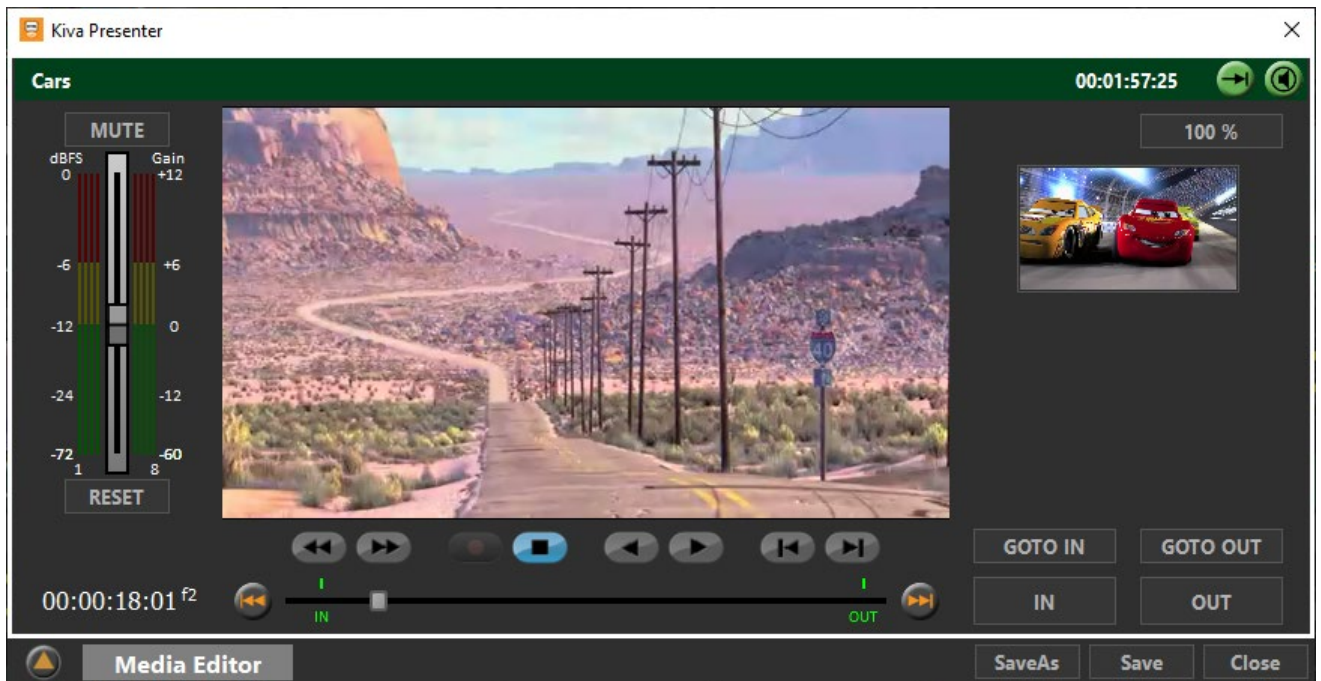 Kiva Presenter
Cars
00:01:57:25
MUTE
100 %
dBFS
Gain
0
+12
-6
+6
-12
0
-24
-12
-72
-60
1
8
RESET
40
GOTO IN
GOTO OUT
00:00:18:01 f2
IN
OUT
IN
OUT
Media Editor
SaveAs
Save
Close